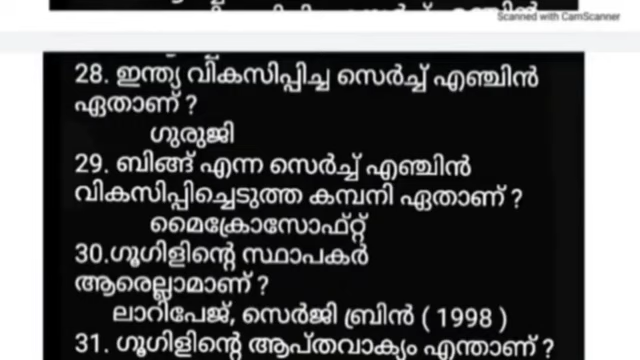 Scanned with CamScanner
28. ഇന്ത്യ വികസിപ്പിച്ച സെർച്ച് എഞ്ചിൻ
ഏതാണ് ?
ഗുരുജി
29. ബിങ്ങ് എന്ന സെർച്ച് എഞ്ചിൻ
വികസിപ്പിച്ചെടുത്ത കമ്പനി ഏതാണ് ?
മൈക്രോസോഫ്റ്റ്
30.ഗൂഗിളിന്റെ സ്ഥാപകർ
ആരെല്ലാമാണ് ?
ലാറിപേജ്, സെർജി ബ്രിൻ ( 1998 )
31. ഗൂഗിളിന്റെ ആപ്തവാക്യം എന്താണ് ?